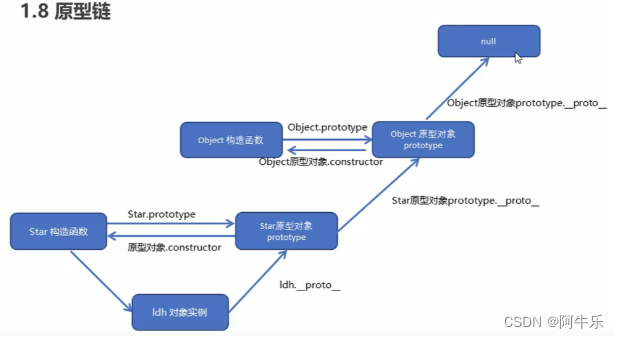 1.8 原型链
null
Object原型对象prototype.__proto__
Object 构造函数
Object.prototype
Object 原型对象
prototype
Object原型对象.constructor
Star原型对象prototype.__proto__
Star 构造函数
Star.prototype
Star原型对象
prototype
原型对象.constructor
ldh.__proto__
ldh 对象实例
CSDN @阿牛乐